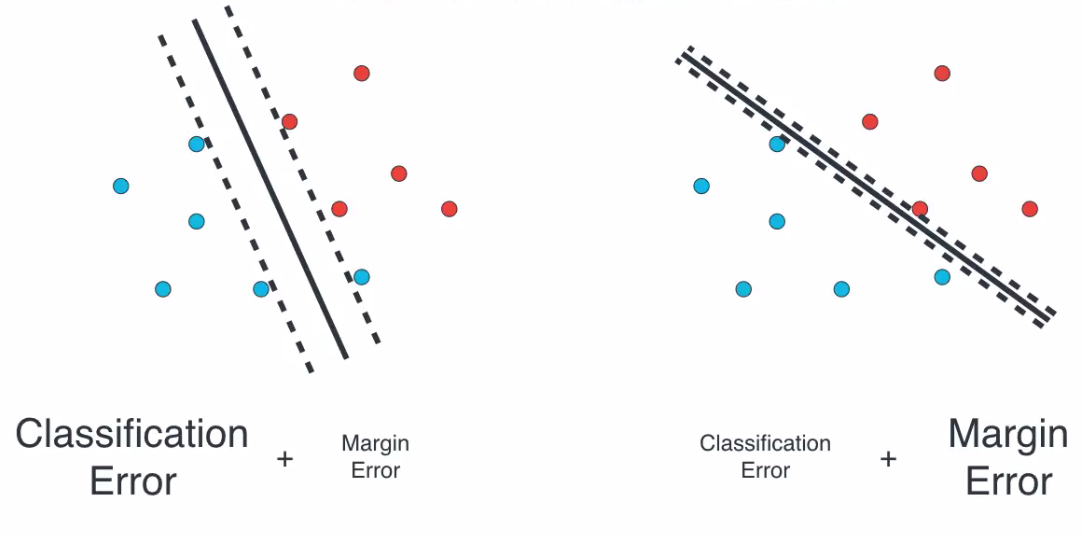 Classification
Error
+
Margin
Error
Classification
Error
+
Margin
Error